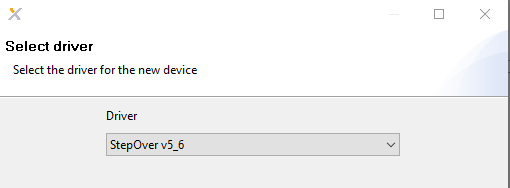 Select driver
Select the driver for the new device
Driver
StepOver v5_6